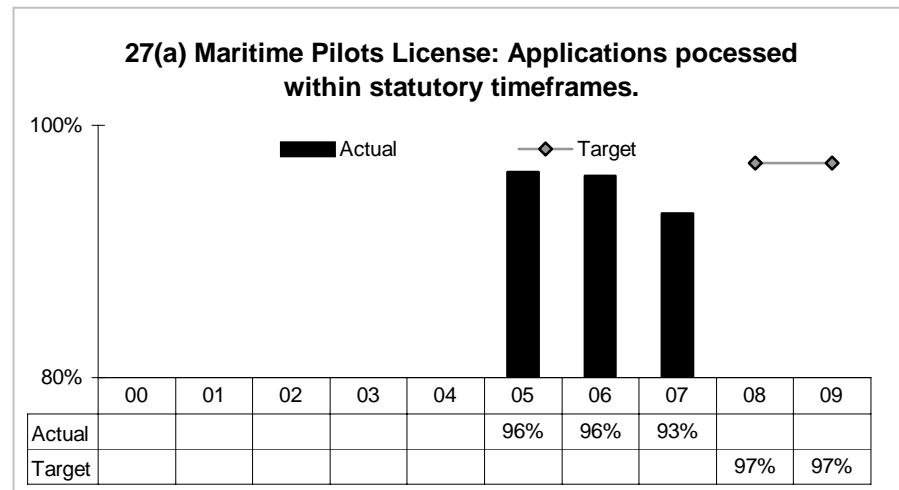 27(a) Maritime Pilots License: Applications pocessed
within statutory timeframes.
100%
Actual Target
80%
00 01 02 03 04 05 06 07 08 09
Actual 96% 96% 93%
Target 97% 97%